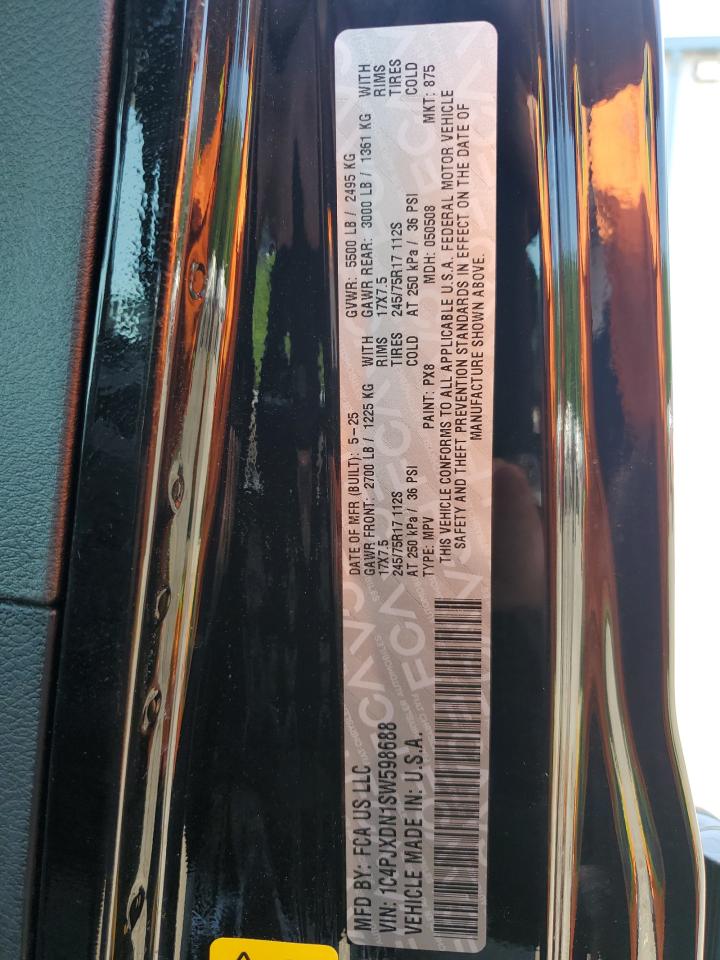 MFD BY: FCA US LLC
DATE OF MFR (BUILT): 5-25 GVWR: 5500 LB / 2495 KG
VIN: 1C4PJXDN1SW598688
GAWR FRONT: 2700 LB / 1225 KG WITH GAWR REAR: 3000 LB / 1361 KG WITH
17X7.5 RIMS 17X7.5 RIMS
VEHICLE MADE IN: U.S.A.
245/75R17 112S TIRES 245/75R17 112S TIRES
AT 250 kPa / 36 PSI COLD AT 250 kPa / 36 PSI COLD
TYPE: MPV PAINT: PX8 MDH: 050508 MKT: 875
THIS VEHICLE CONFORMS TO ALL APPLICABLE U.S.A. FEDERAL MOTOR VEHICLE
SAFETY AND THEFT PREVENTION STANDARDS IN EFFECT ON THE DATE OF
MANUFACTURE SHOWN ABOVE.